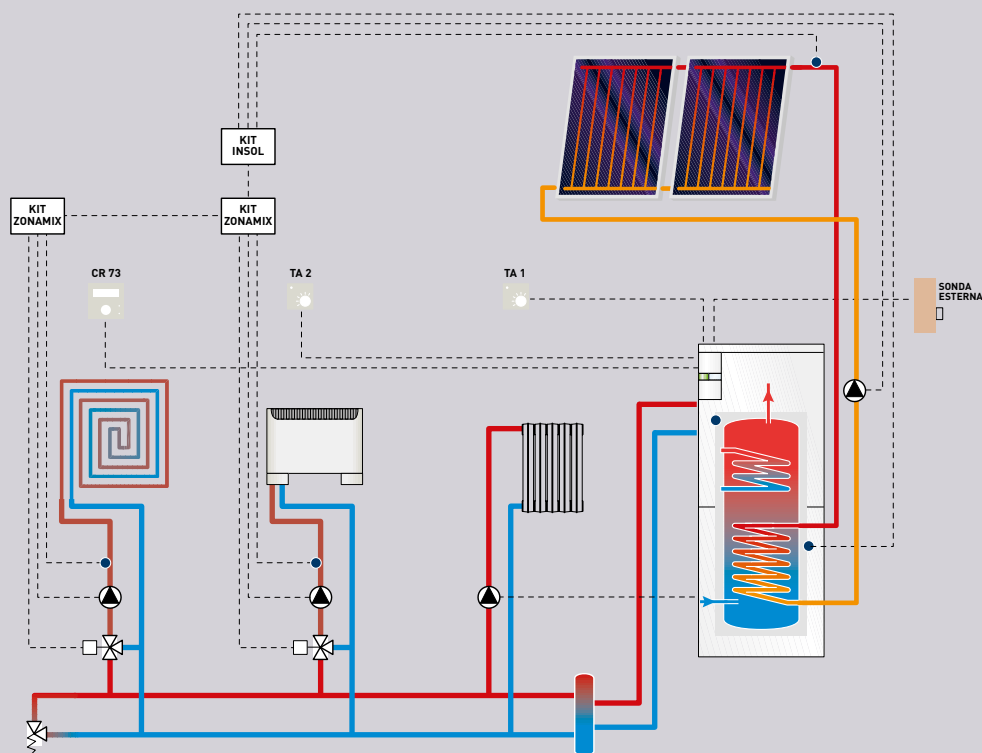 KIT
INSOL
KIT
ZONAMIX
KIT
ZONAMIX
CR 73
TA 2
TA 1
SONDA
ESTERNA